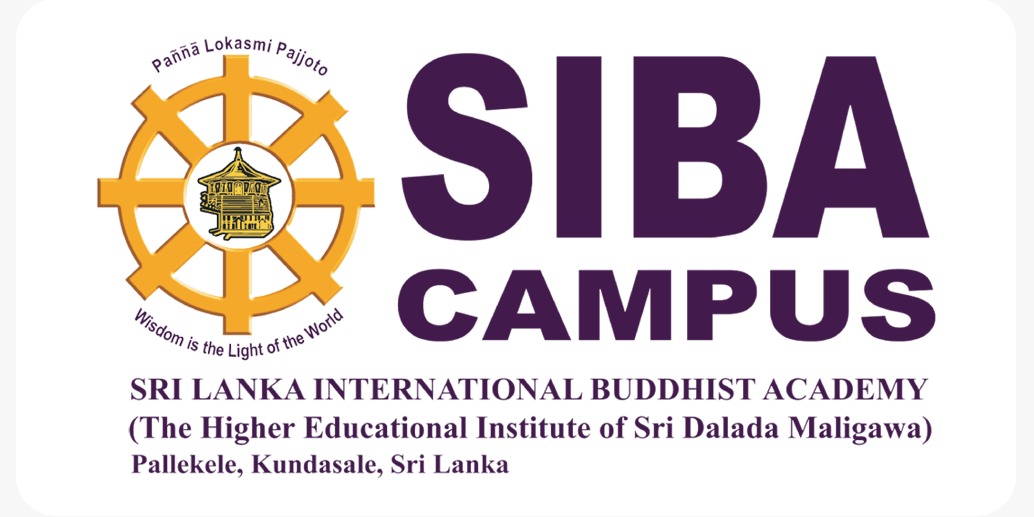 Paññā Lokasmi Pajjoto
SIBA
CAMPUS
Wisdom is the Light of the World
SRI LANKA INTERNATIONAL BUDDHIST ACADEMY
(The Higher Educational Institute of Sri Dalada Maligawa)
Pallekele, Kundasale, Sri Lanka